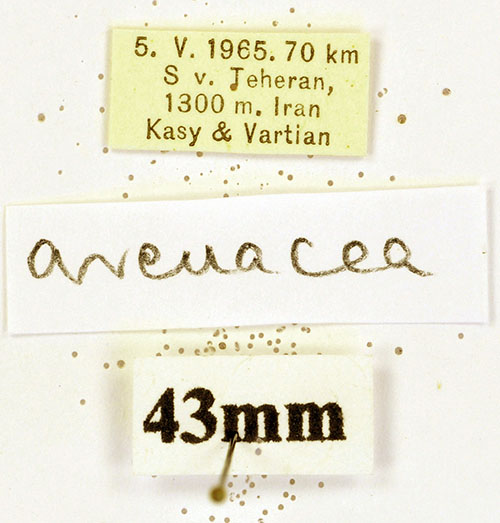 5. V. 1965. 70 km
S v. Teheran,
1300 m. Iran
Kasy & Vartian
arenacea
43mm